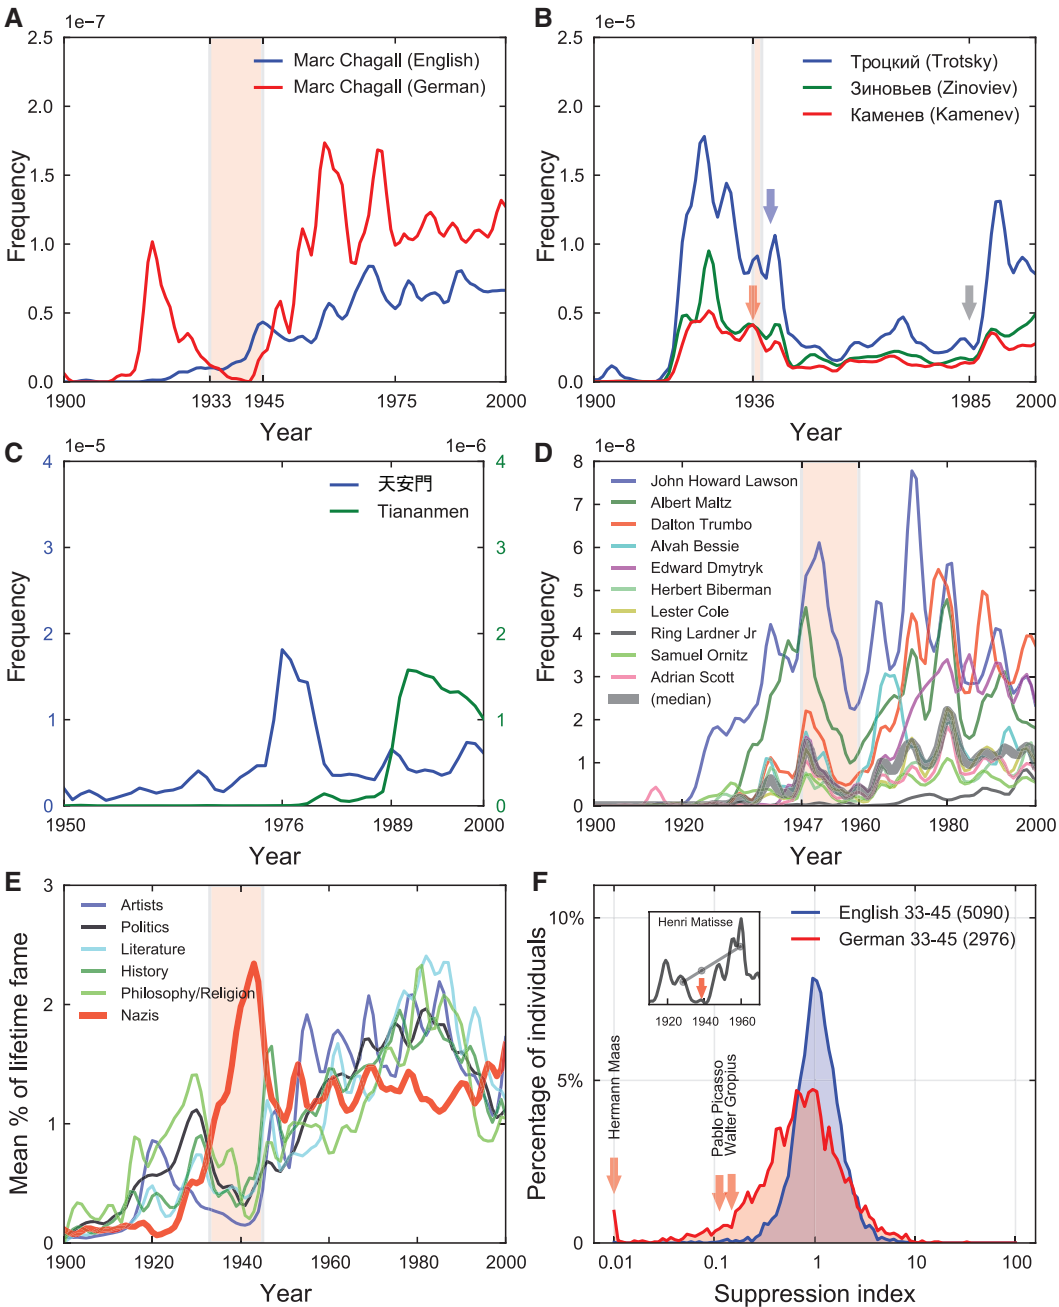 A
1e−7
2.5
2.0
1.5
1.0
0.5
0.0
Frequency
Marc Chagall (English)
Marc Chagall (German)
1900
1933
1945
1975
2000
Year
B
1e−5
2.5
2.0
1.5
1.0
0.5
0.0
Frequency
Троцкий (Trotsky)
Зиновьев (Zinoviev)
Каменев (Kamenev)
1900
1936
1985
2000
Year
C
1e−5
1e−6
4
3
2
1
0
4
3
2
1
0
Frequency
天安門
Tiananmen
1950
1976
1989
2000
Year
D
1e−8
8
7
6
5
4
3
2
1
0
Frequency
John Howard Lawson
Albert Maltz
Dalton Trumbo
Alvah Bessie
Edward Dmytryk
Herbert Biberman
Lester Cole
Ring Lardner Jr
Samuel Ornitz
Adrian Scott
(median)
1900
1920
1947
1960
1980
2000
Year
E
3
2
1
0
Mean % of lifetime fame
Artists
Politics
Literature
History
Philosophy/Religion
Nazis
1900
1920
1940
1960
1980
2000
Year
F
10%
5%
0
Percentage of individuals
Henri Matisse
1920
1940
1960
English 33-45 (5090)
German 33-45 (2976)
Hermann Maas
Pablo Picasso
Walter Gropius
0.01
0.1
1
10
100
Suppression index